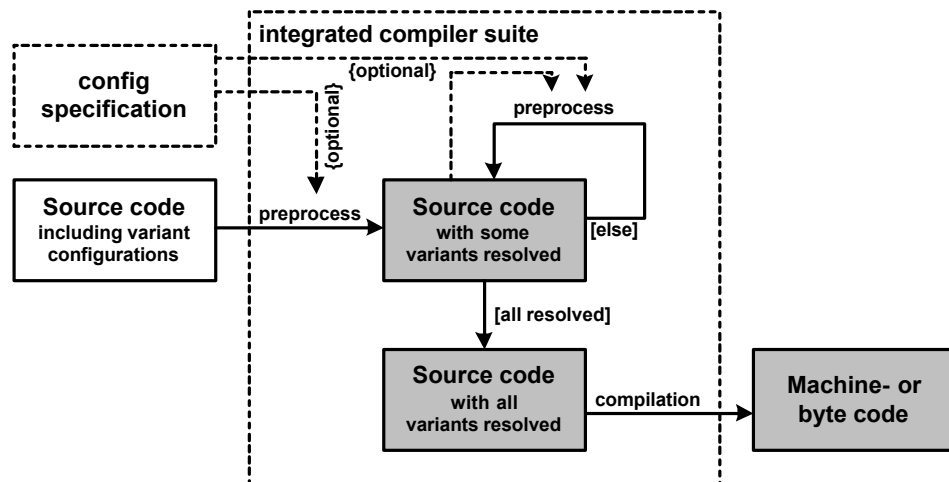 integrated compiler suite
config
specification
{optional}
{optional}
preprocess
Source code
including variant
configurations
preprocess
Source code
with some
variants resolved
[else]
[all resolved]
Source code
with all
variants resolved
compilation
Machine- or
byte code